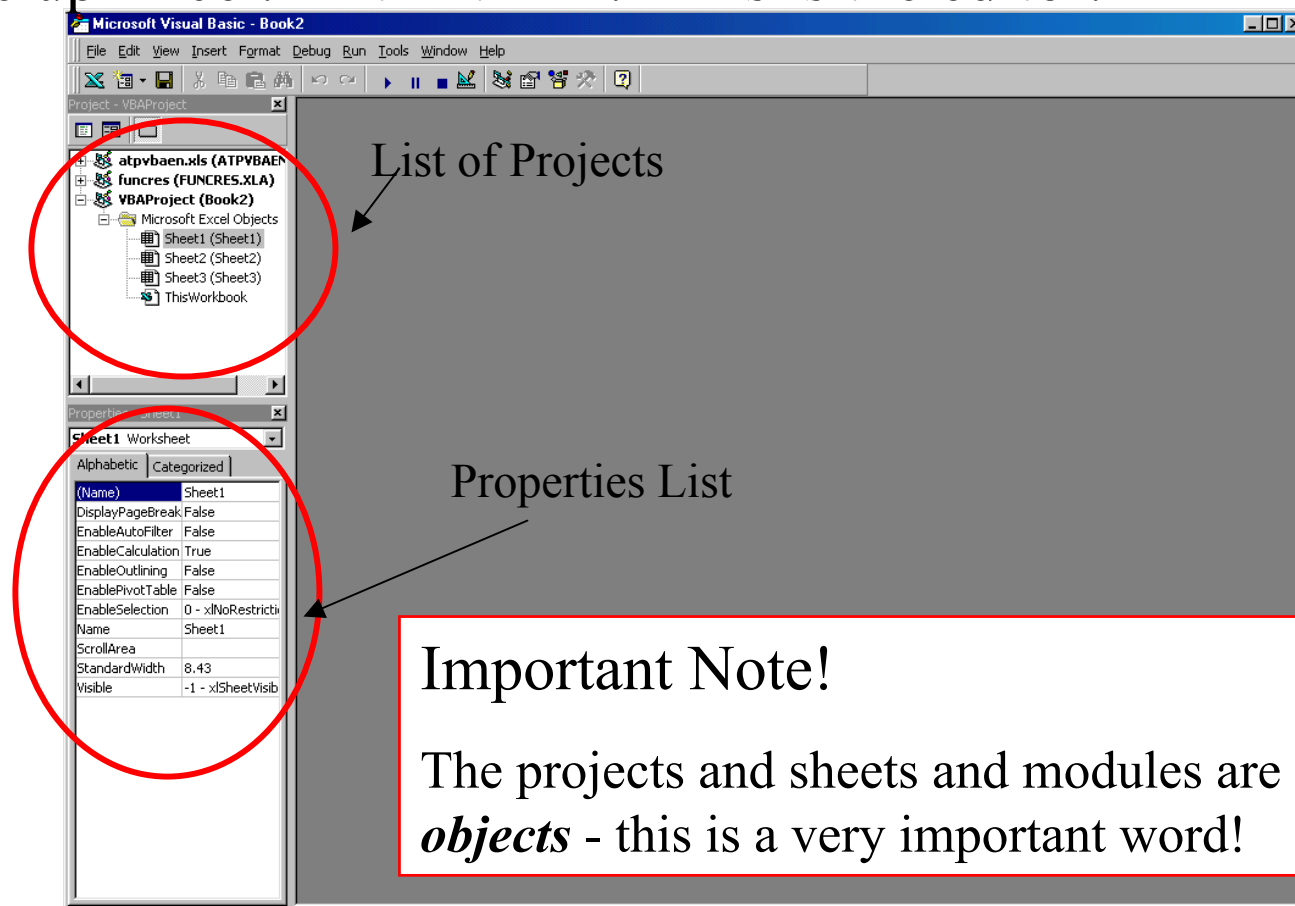 Microsoft Visual Basic - Book2
File Edit View Insert Format Debug Run Tools Window Help
Project - VBAProject
atpvbaen.xls (ATPVBAEN
funcres (FUNCRES.XLA)
VBAProject (Book2)
Microsoft Excel Objects
Sheet1 (Sheet1)
Sheet2 (Sheet2)
Sheet3 (Sheet3)
ThisWorkbook
List of Projects
Properties - Sheet1
Sheet1 Worksheet
Alphabetic Categorized
(Name) Sheet1
DisplayPageBreak False
EnableAutoFilter False
EnableCalculation True
EnableOutlining False
EnablePivotTable False
EnableSelection 0 - xlNoRestricti
Name Sheet1
ScrollArea
StandardWidth 8.43
Visible -1 - xlSheetVisib
Properties List
Important Note!
The projects and sheets and modules are
objects - this is a very important word!